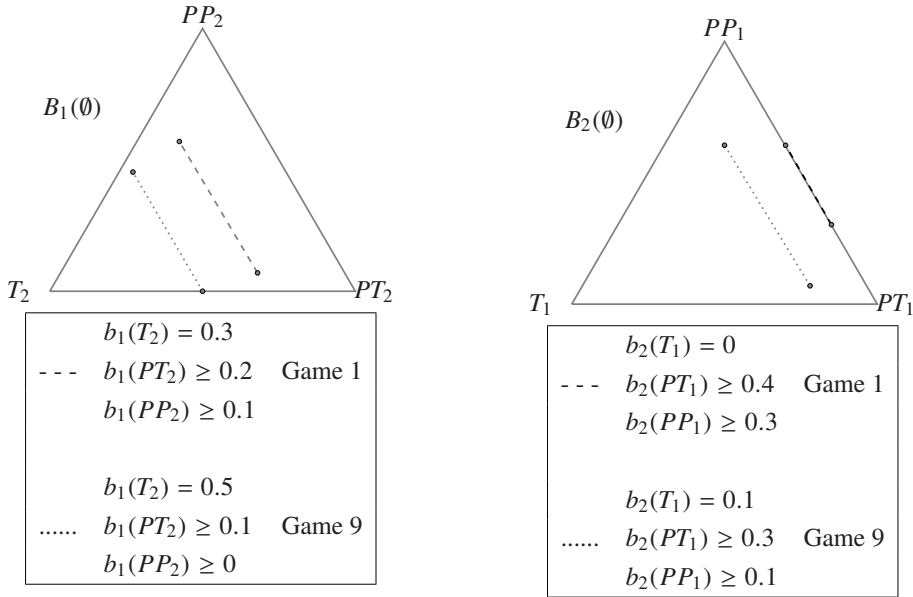 PP₂
B₁(∅)
T₂
PT₂
b₁(T₂) = 0.3
- - - b₁(PT₂) ≥ 0.2 Game 1
b₁(PP₂) ≥ 0.1
b₁(T₂) = 0.5
...... b₁(PT₂) ≥ 0.1 Game 9
b₁(PP₂) ≥ 0
PP₁
B₂(∅)
T₁
PT₁
b₂(T₁) = 0
- - - b₂(PT₁) ≥ 0.4 Game 1
b₂(PP₁) ≥ 0.3
b₂(T₁) = 0.1
...... b₂(PT₁) ≥ 0.3 Game 9
b₂(PP₁) ≥ 0.1